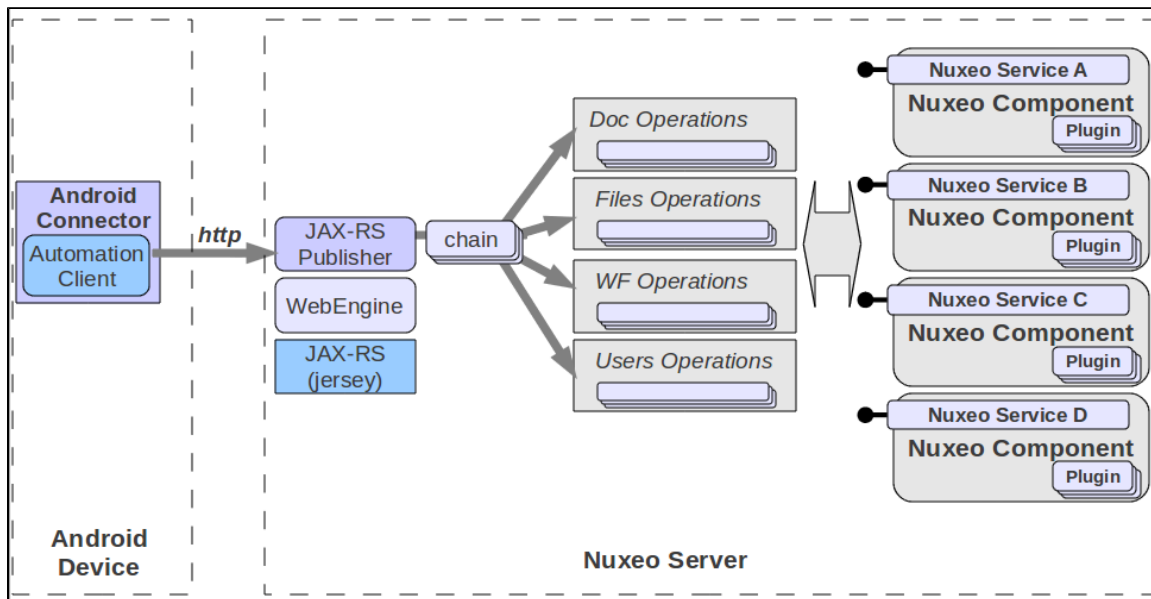 Android
Connector
Automation
Client
Android
Device
http
JAX-RS
Publisher
WebEngine
JAX-RS
(jersey)
chain
Doc Operations
Files Operations
WF Operations
Users Operations
Nuxeo Service A
Nuxeo Component
Plugin
Nuxeo Service B
Nuxeo Component
Plugin
Nuxeo Service C
Nuxeo Component
Plugin
Nuxeo Service D
Nuxeo Component
Plugin
Nuxeo Server